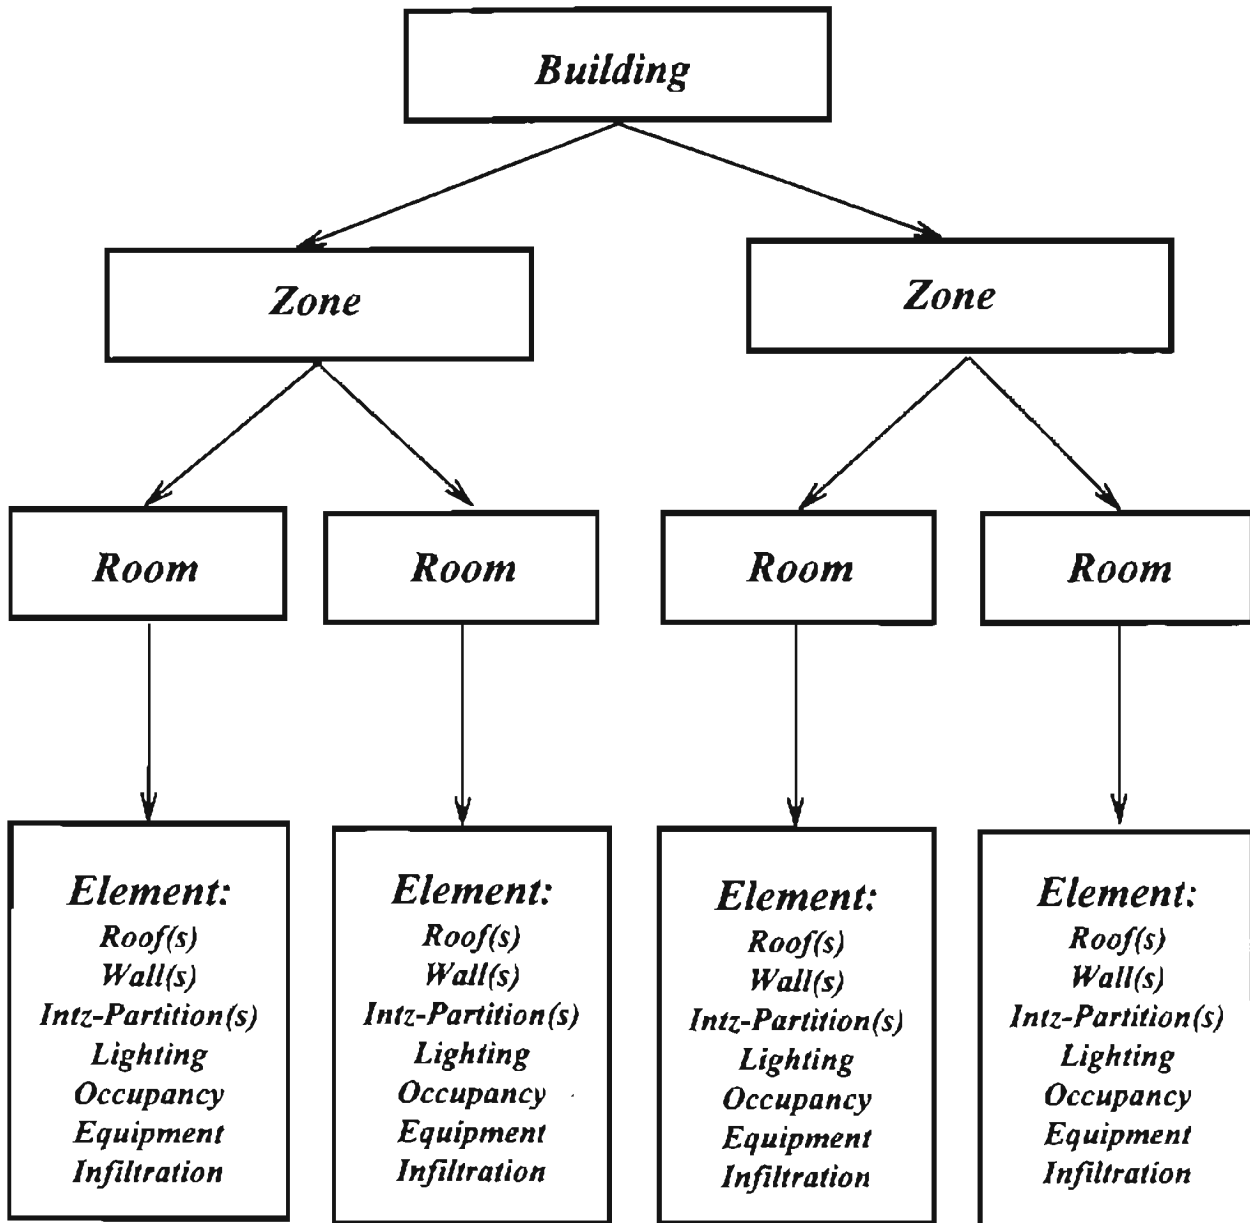 Building
Zone
Zone
Room
Room
Room
Room
Element:
Roof(s)
Wall(s)
Intz-Partition(s)
Lighting
Occupancy
Equipment
Infiltration
Element:
Roof(s)
Wall(s)
Intz-Partition(s)
Lighting
Occupancy
Equipment
Infiltration
Element:
Roof(s)
Wall(s)
Intz-Partition(s)
Lighting
Occupancy
Equipment
Infiltration
Element:
Roof(s)
Wall(s)
Intz-Partition(s)
Lighting
Occupancy
Equipment
Infiltration